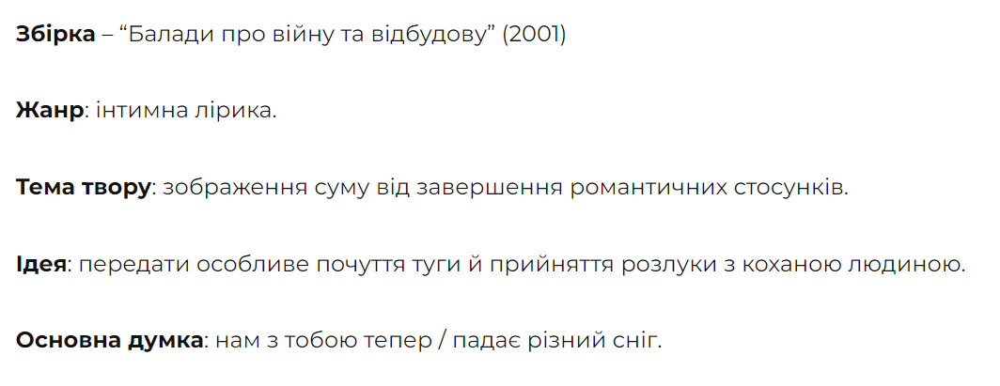 Збірка – “Балади про війну та відбудову” (2001)
Жанр: інтимна лірика.
Тема твору: зображення суму від завершення романтичних стосунків.
Ідея: передати особливе почуття туги й прийняття розлуки з коханою людиною.
Основна думка: нам з тобою тепер / падає різний сніг.